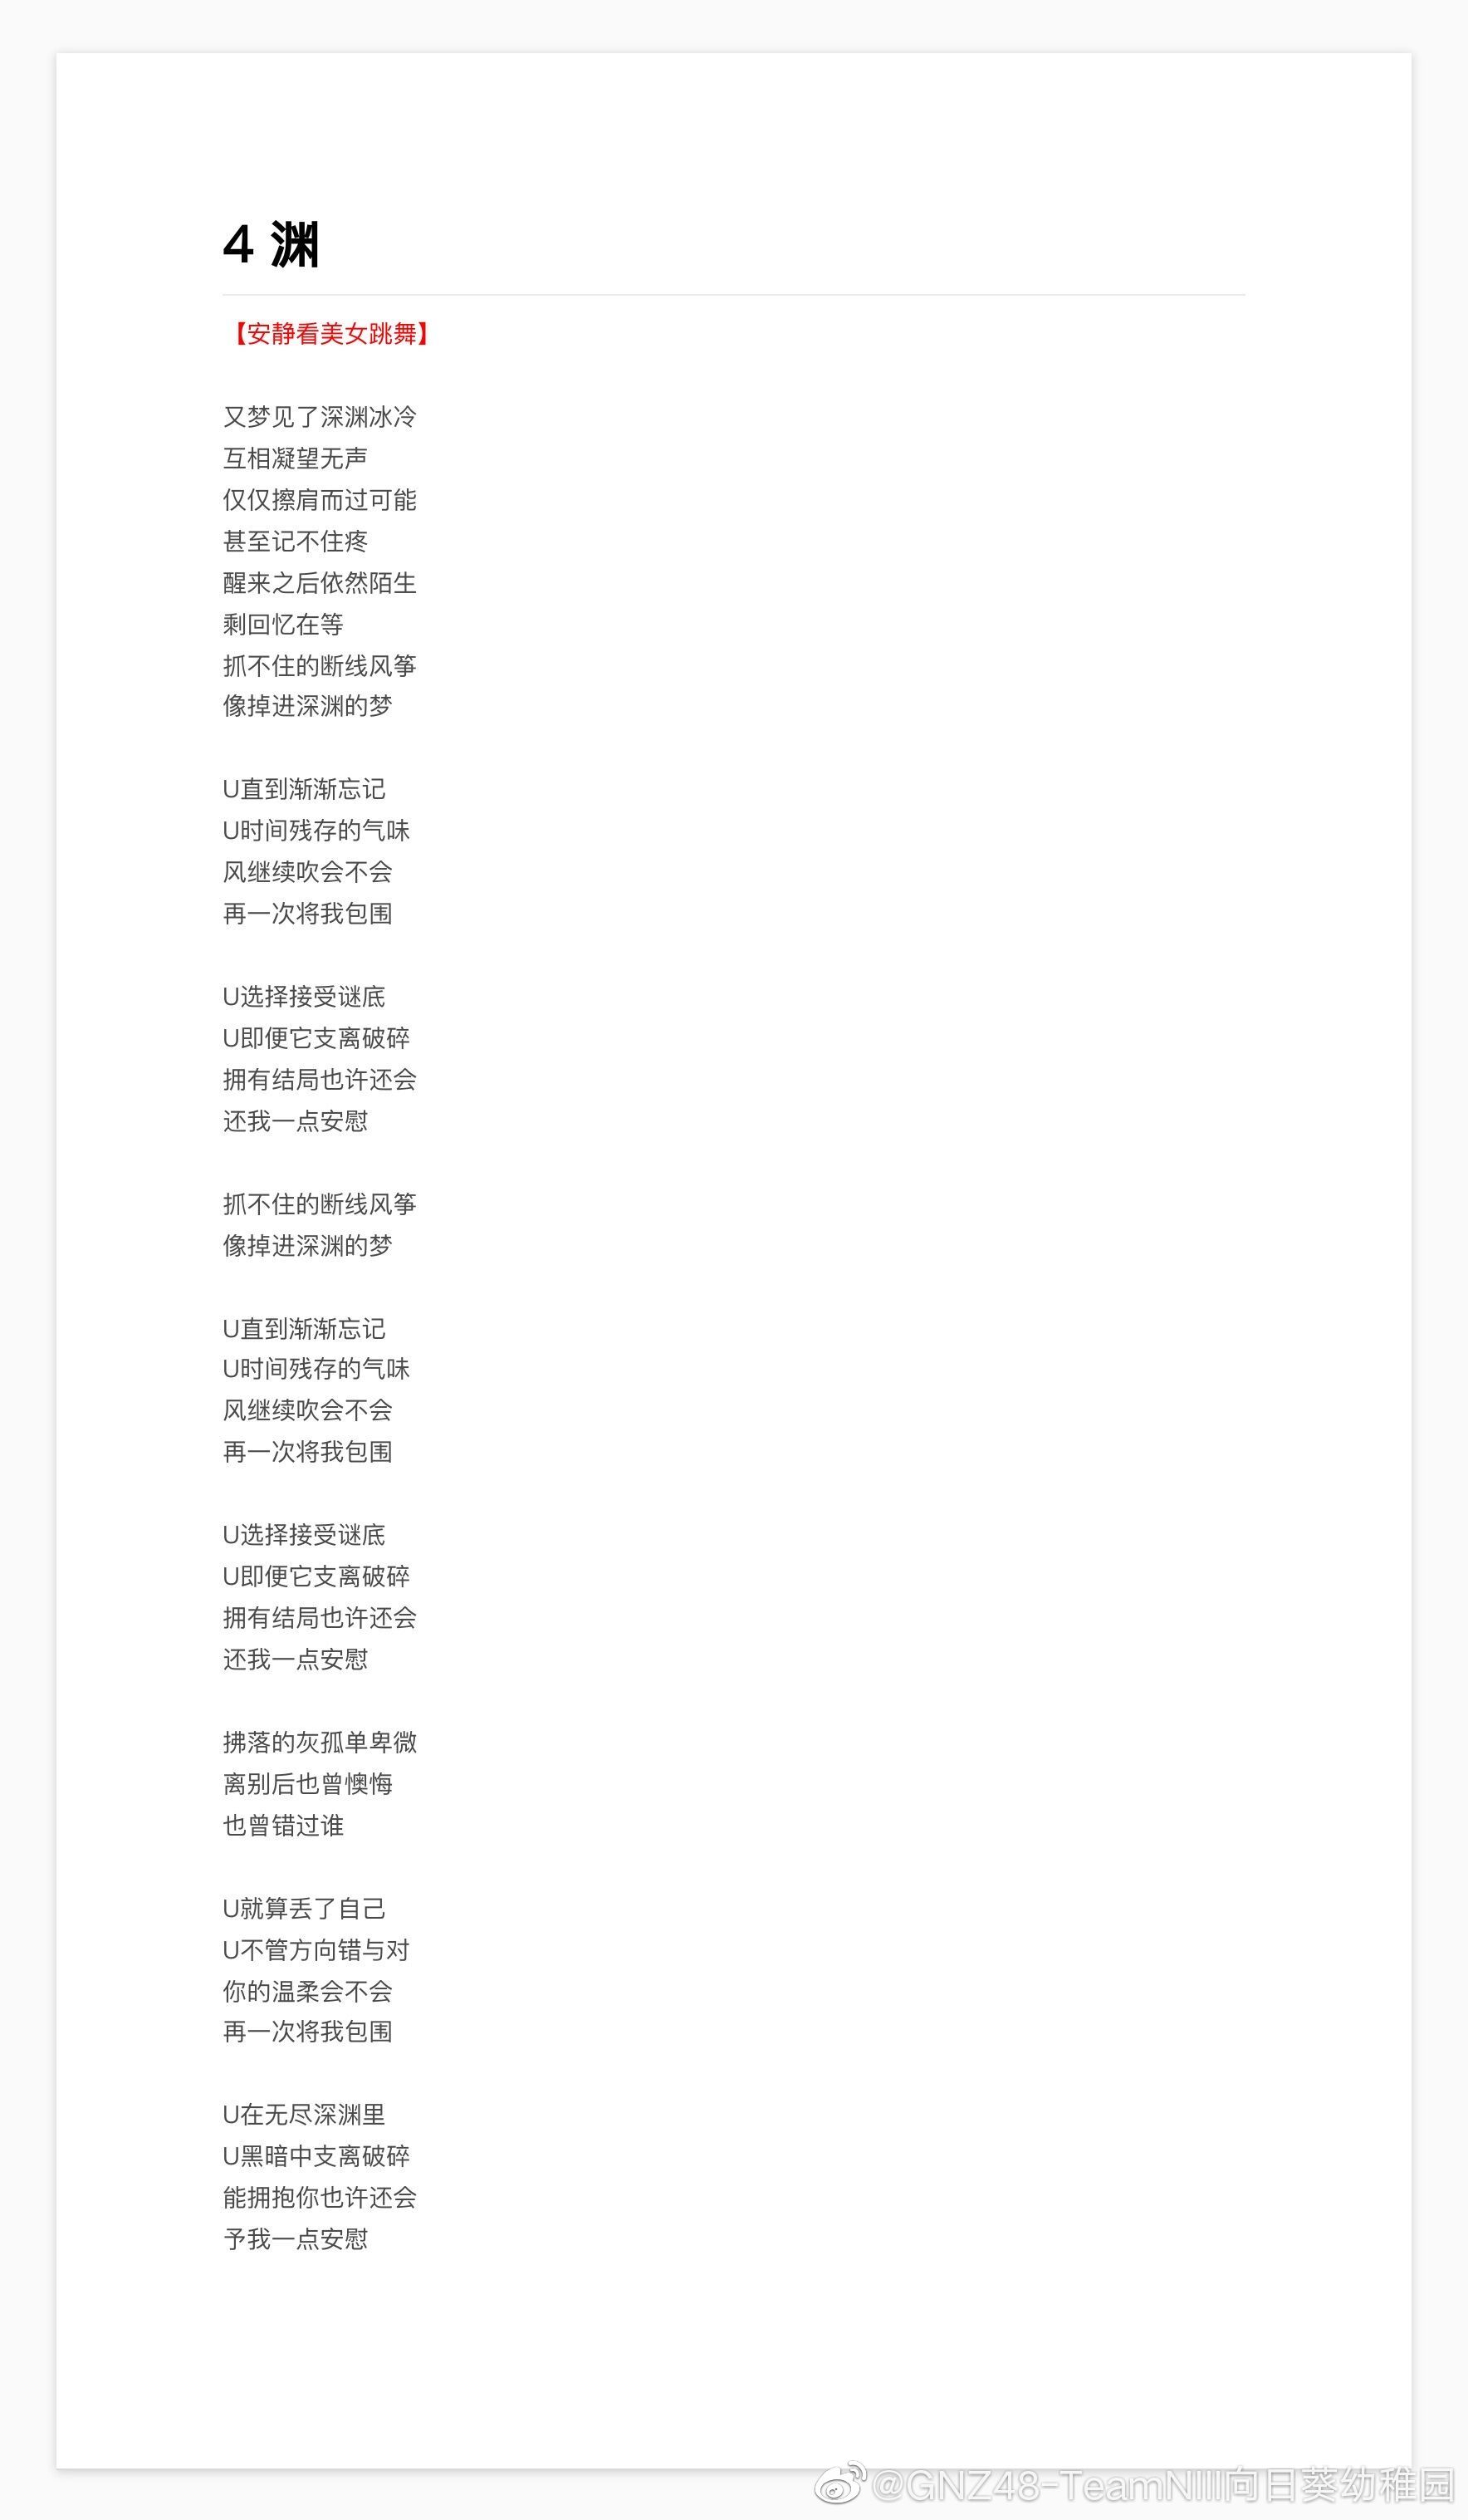 4 渊
【安静看美女跳舞】
又梦见了深渊冰冷
互相凝望无声
仅仅擦肩而过可能
甚至记不住疼
醒来之后依然陌生
剩回忆在等
抓不住的断线风筝
像掉进深渊的梦
U直到渐渐忘记
U时间残存的气味
风继续吹会不会
再一次将我包围
U选择接受谜底
U即便它支离破碎
拥有结局也许还会
还我一点安慰
抓不住的断线风筝
像掉进深渊的梦
U直到渐渐忘记
U时间残存的气味
风继续吹会不会
再一次将我包围
U选择接受谜底
U即便它支离破碎
拥有结局也许还会
还我一点安慰
拂落的灰孤单卑微
离别后也曾懊悔
也曾错过谁
U就算丢了自己
U不管方向错与对
你的温柔会不会
再一次将我包围
U在无尽深渊里
U黑暗中支离破碎
能拥抱你也许还会
予我一点安慰
@GNZ48-TeamNIII向日葵幼稚园